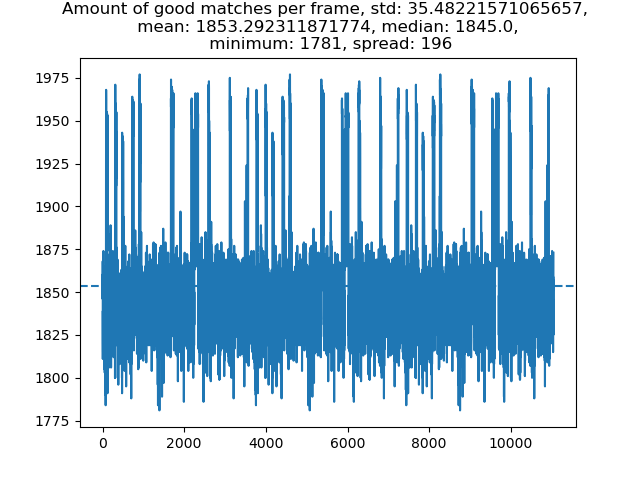 Amount of good matches per frame, std: 35.48221571065657,
mean: 1853.292311871774, median: 1845.0,
minimum: 1781, spread: 196
1975
1950
1925
1900
1875
1850
1825
1800
1775
0 2000 4000 6000 8000 10000